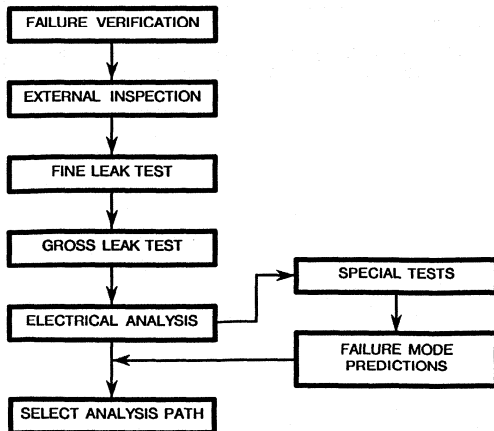 FAILURE VERIFICATION
EXTERNAL INSPECTION
FINE LEAK TEST
GROSS LEAK TEST
ELECTRICAL ANALYSIS
SPECIAL TESTS
FAILURE MODE
PREDICTIONS
SELECT ANALYSIS PATH